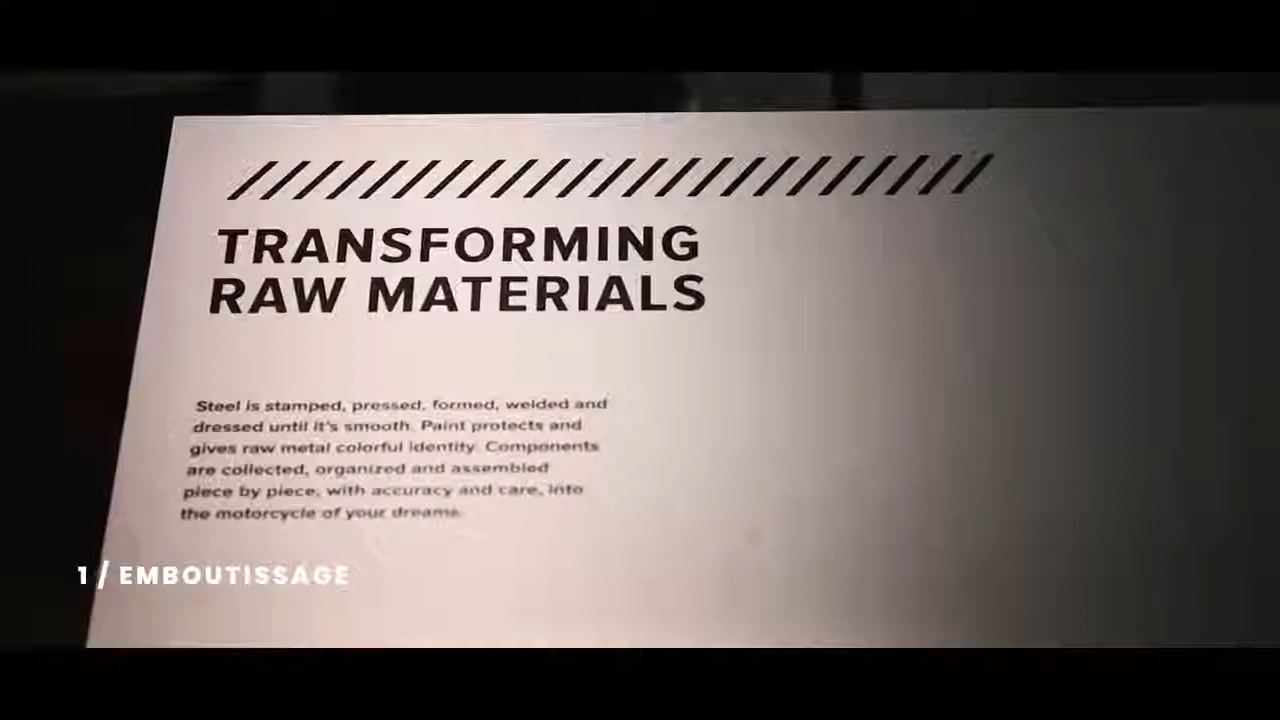 TRANSFORMING
RAW MATERIALS
Steel is stamped, pressed, formed, welded and
dressed until it's smooth. Paint protects and
gives raw metal colorful identity. Components
are collected, organized and assembled
piece by piece, with accuracy and care, into
the motorcycle of your dreams.
1 / EMBOUTISSAGE